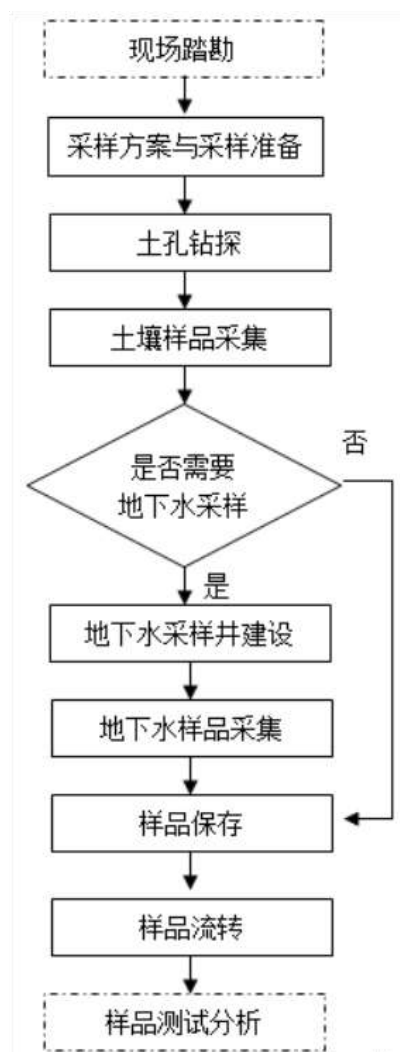 现场踏勘
采样方案与采样准备
土孔钻探
土壤样品采集
是否需要
地下水采样
否
是
地下水采样井建设
地下水样品采集
样品保存
样品流转
样品测试分析